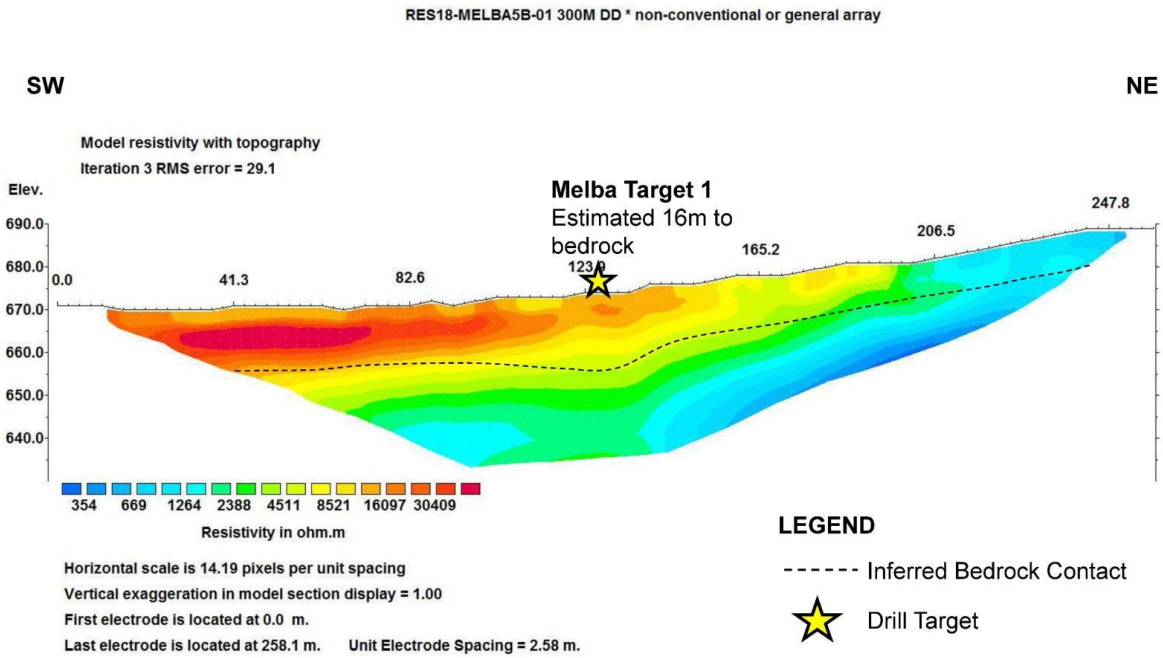 RES18-MELBA5B-01 300M DD * non-conventional or general array
SW
NE
Model resistivity with topography
Iteration 3 RMS error = 29.1
Elev.
Melba Target 1
Estimated 16m to
bedrock
690.0
680.0
670.0
660.0
650.0
640.0
0.0
41.3
82.6
123.9
165.2
206.5
247.8
354
669
1264
2388
4511
8521
16097
30409
Resistivity in ohm.m
Horizontal scale is 14.19 pixels per unit spacing
Vertical exaggeration in model section display = 1.00
First electrode is located at 0.0 m.
Last electrode is located at 258.1 m. Unit Electrode Spacing = 2.58 m.
LEGEND
Inferred Bedrock Contact
Drill Target